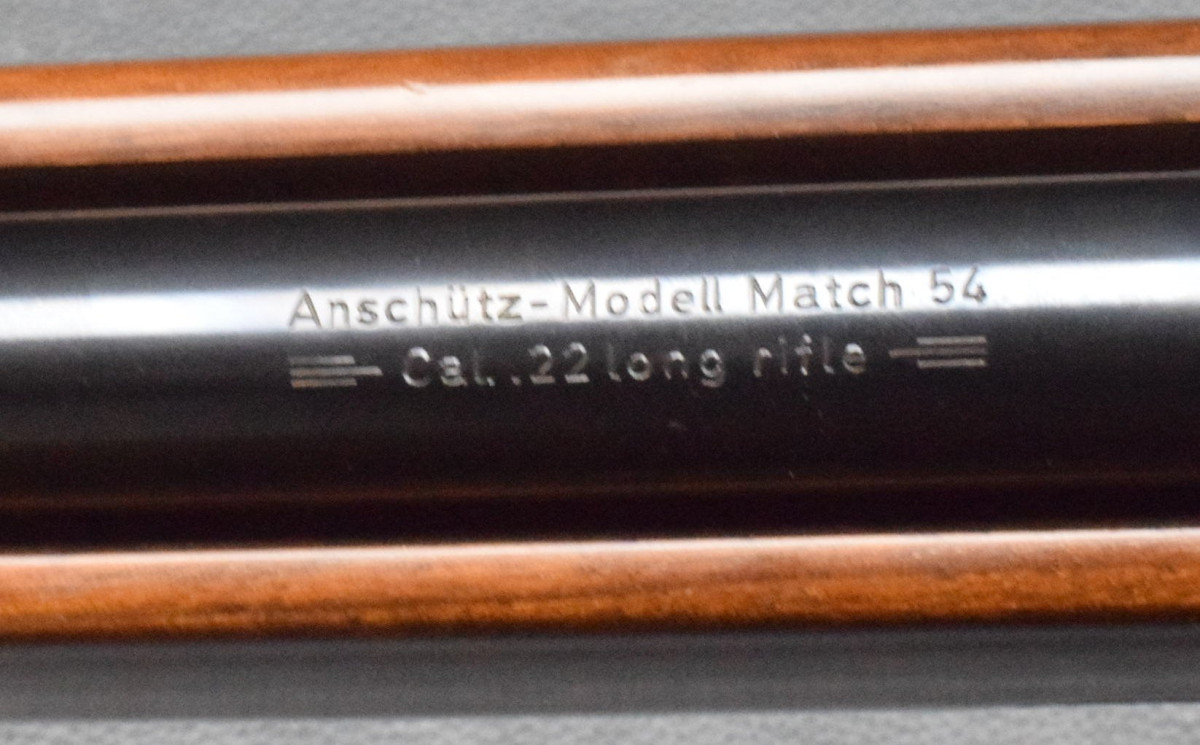 Anschütz-Modell Match 54
Cal. .22 long rifle